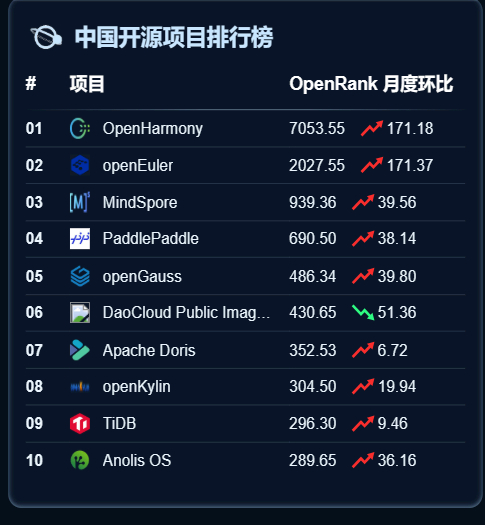 中国开源项目排行榜
# 项目 OpenRank 月度环比
01 OpenHarmony 7053.55 171.18
02 openEuler 2027.55 171.37
03 [M]s MindSpore 939.36 39.56
04 PaddlePaddle 690.50 38.14
05 openGauss 486.34 39.80
06 DaoCloud Public Imag... 430.65 51.36
07 Apache Doris 352.53 6.72
08 openKylin 304.50 19.94
09 TiDB 296.30 9.46
10 Anolis OS 289.65 36.16